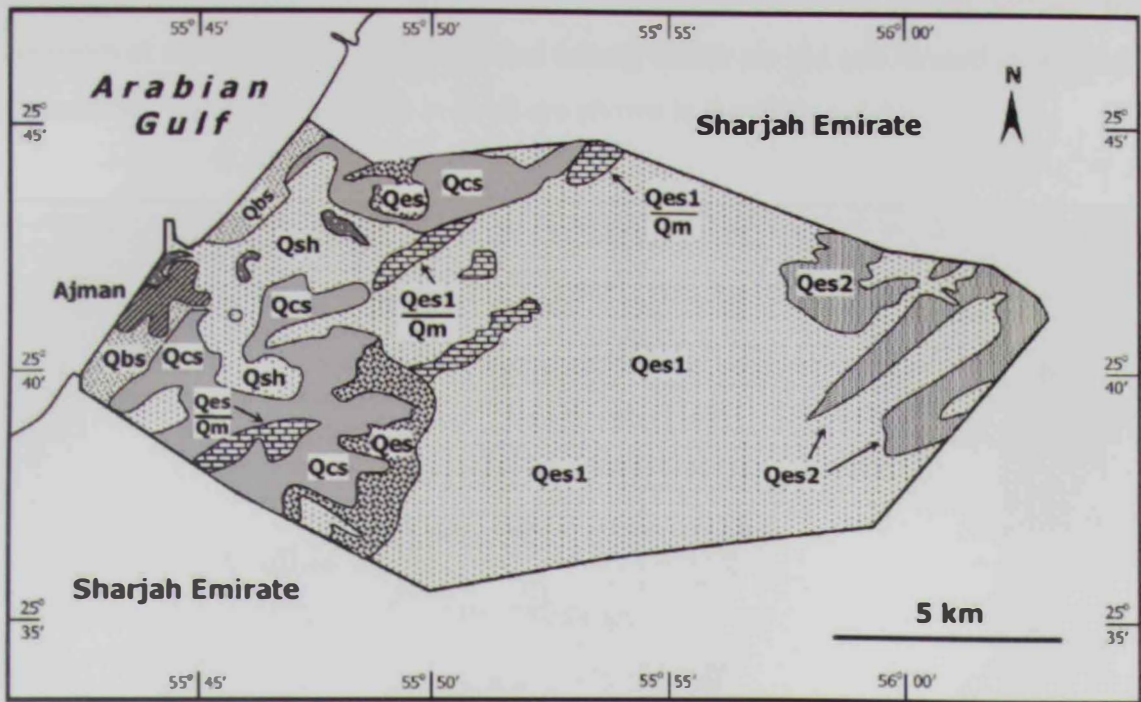 55° 45' 55° 50' 55° 55' 56° 00'
Arabian
Gulf
N
25°
45'
25°
45'
Sharjah Emirate
Qes
Qcs
Qes1
Qm
Qbs
Qsh
Qes2
Ajman
Qcs
Qes1
Qm
Qbs
Qcs
Qsh
Qes1
25°
40'
25°
40'
Qes
Qm
Qes
Qcs
Qes1
Qes2
Sharjah Emirate
5 km
25°
35'
25°
35'
55° 45' 55° 50' 55° 55' 56° 00'